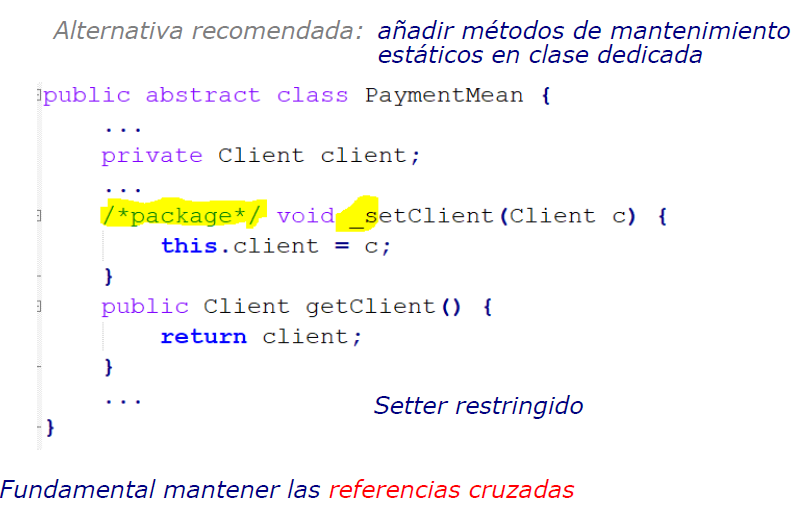 Alternativa recomendada: añadir métodos de mantenimiento
estáticos en clase dedicada
public abstract class PaymentMean {
...
private Client client;
...
/*package*/ void _setClient(Client c) {
this.client = c;
}
public Client getClient() {
return client;
}
...
Setter restringido
}
Fundamental mantener las referencias cruzadas